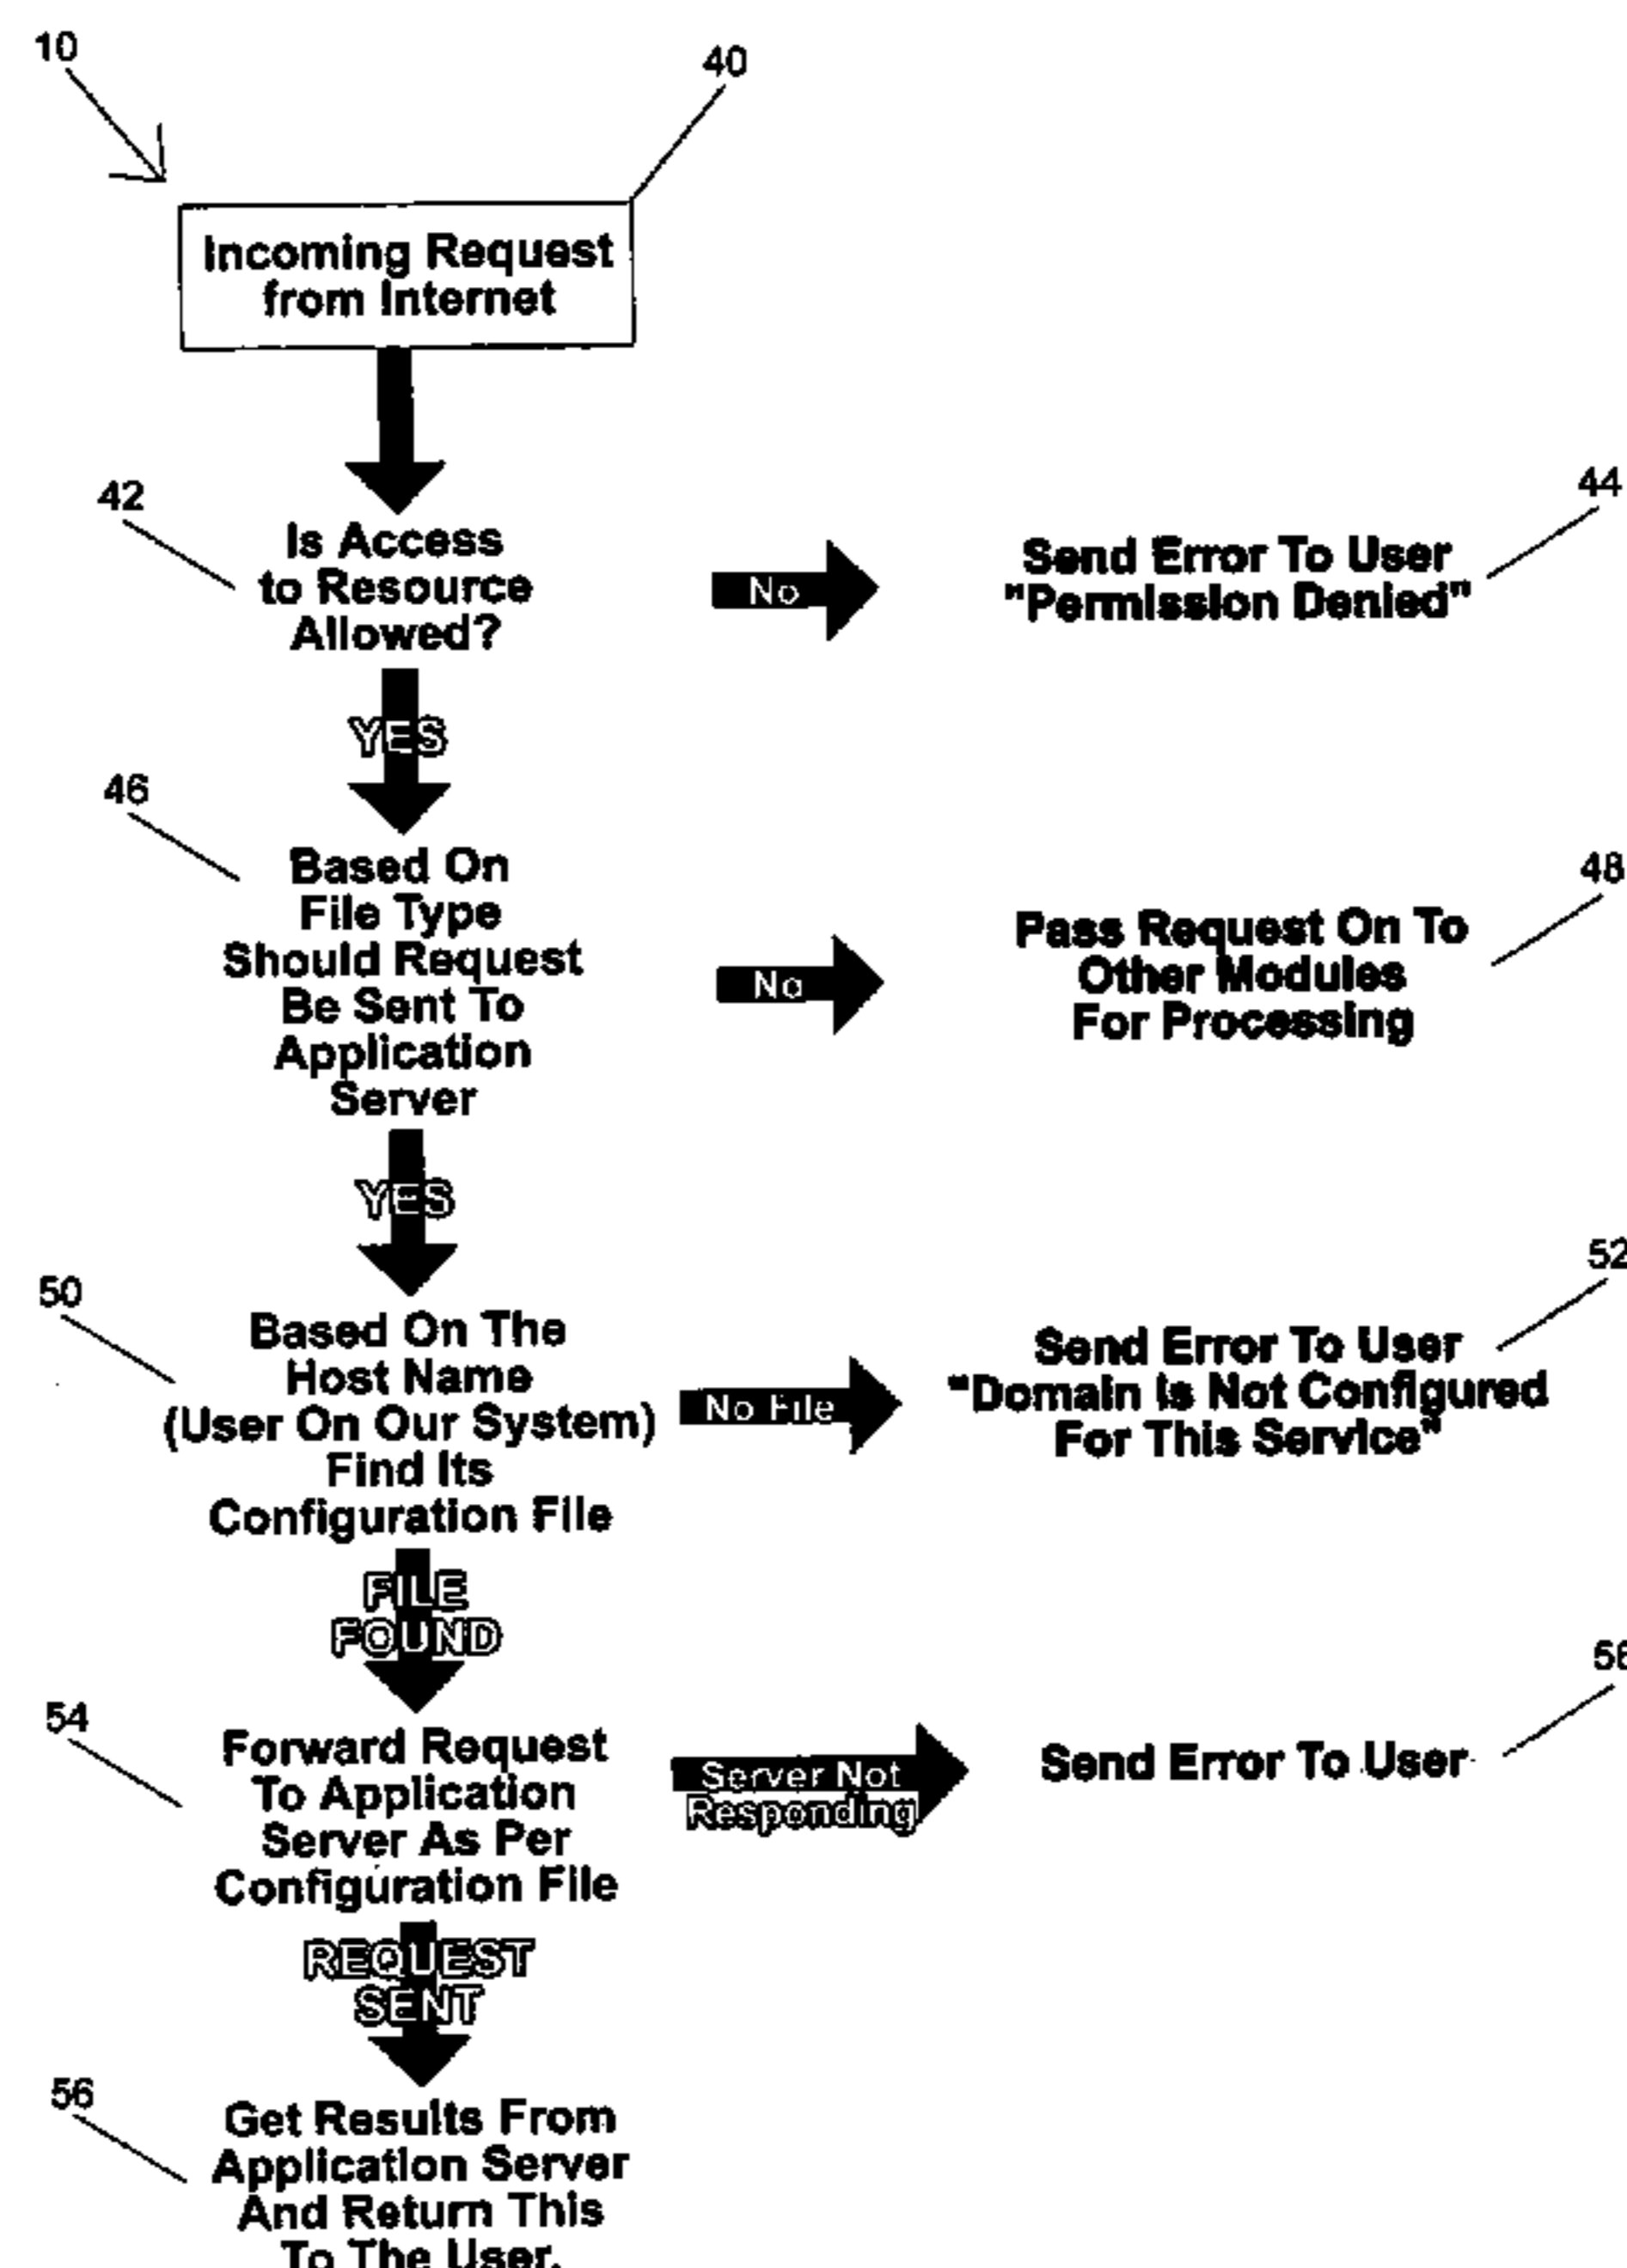 10
40
Incoming Request
from Internet
42
Is Access
to Resource
Allowed?
No
44
Send Error To User
"Permission Denied"
YES
46
Based On
File Type
Should Request
Be Sent To
Application
Server
No
48
Pass Request On To
Other Modules
For Processing
YES
50
Based On The
Host Name
(User On Our System)
Find Its
Configuration File
No File
52
Send Error To User
"Domain Is Not Configured
For This Service"
FILE
FOUND
54
Forward Request
To Application
Server As Per
Configuration File
Server Not
Responding
Send Error To User
REQUEST
SENT
56
Get Results From
Application Server
And Return This
To The User.